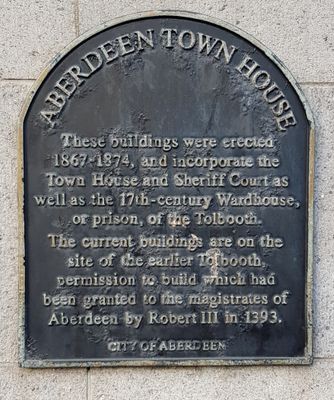 ABERDEEN TOWN HOUSE
These buildings were erected
1867-1874, and incorporate the
Town House and Sheriff Court as
well as the 17th-century Wardhouse,
or prison, of the Tolbooth.
The current buildings are on the
site of the earlier Tolbooth,
permission to build which had
been granted to the magistrates of
Aberdeen by Robert III in 1393.
CITY OF ABERDEEN